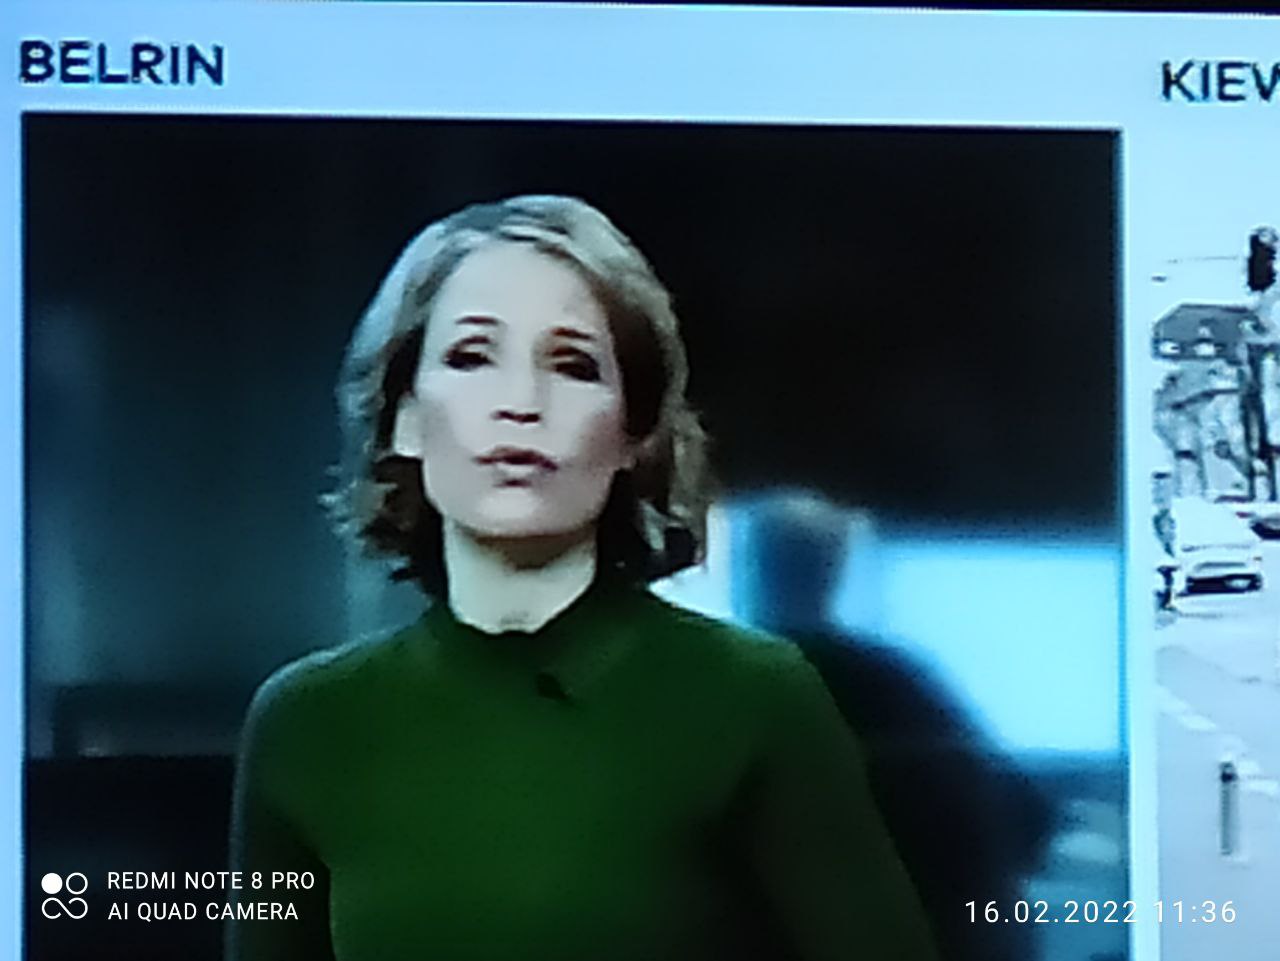 BELRIN
KIEV
REDMI NOTE 8 PRO
AI QUAD CAMERA
16.02.2022 11:36